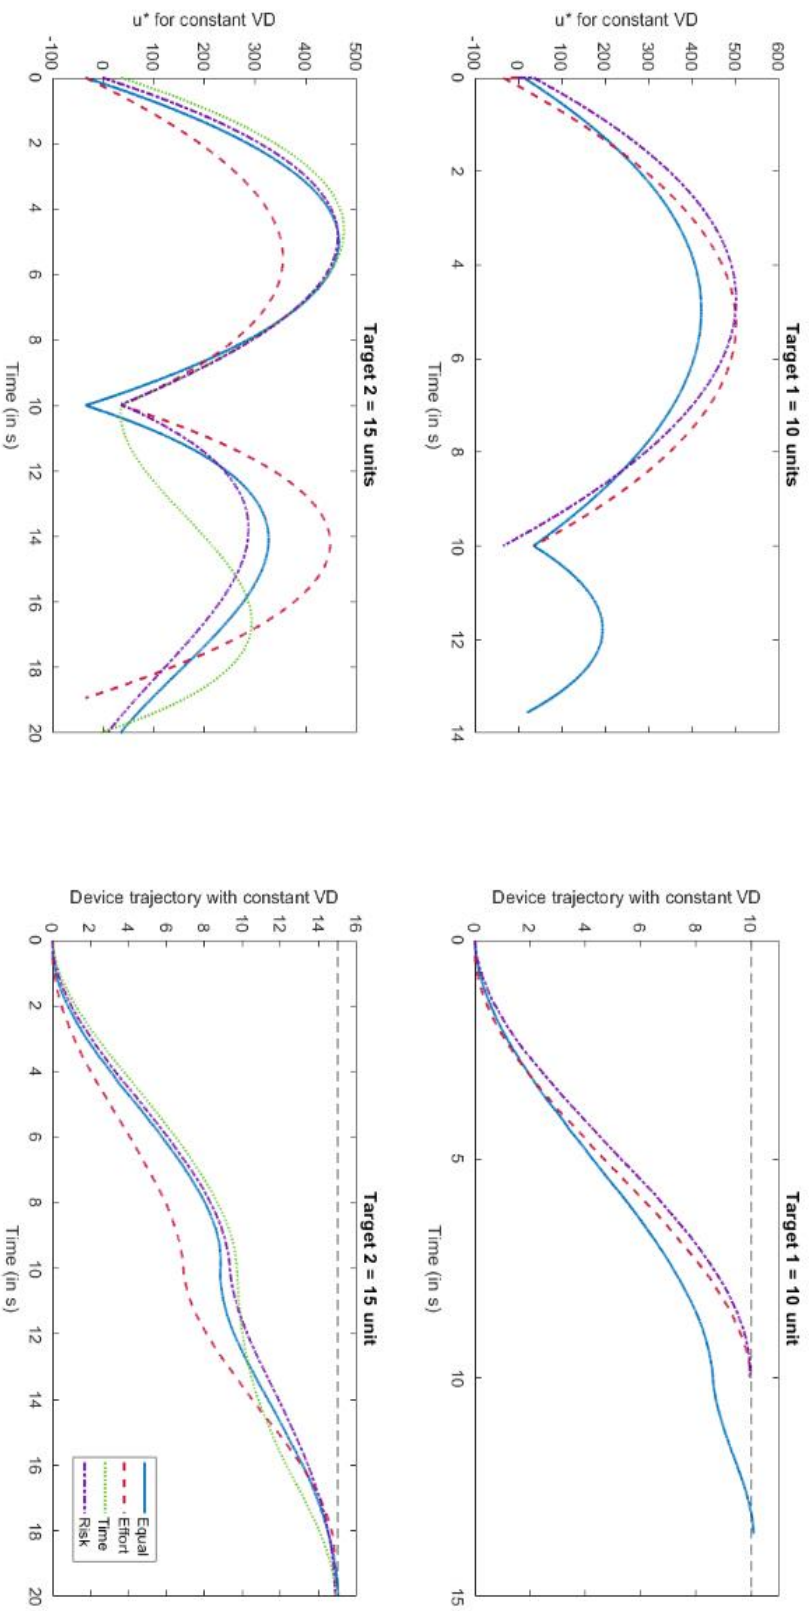 Target 1 = 10 units
u* for constant VD
600
500
400
300
200
100
0
-100
0 2 4 6 8 10 12 14
Time (in s)
Target 1 = 10 unit
Device trajectory with constant VD
10
8
6
4
2
0
0 5 10 15
Time (in s)
Target 2 = 15 units
u* for constant VD
500
400
300
200
100
0
-100
0 2 4 6 8 10 12 14 16 18 20
Time (in s)
Target 2 = 15 unit
Device trajectory with constant VD
16
14
12
10
8
6
4
2
0
0 2 4 6 8 10 12 14 16 18 20
Time (in s)
Equal
Effort
Time
Risk